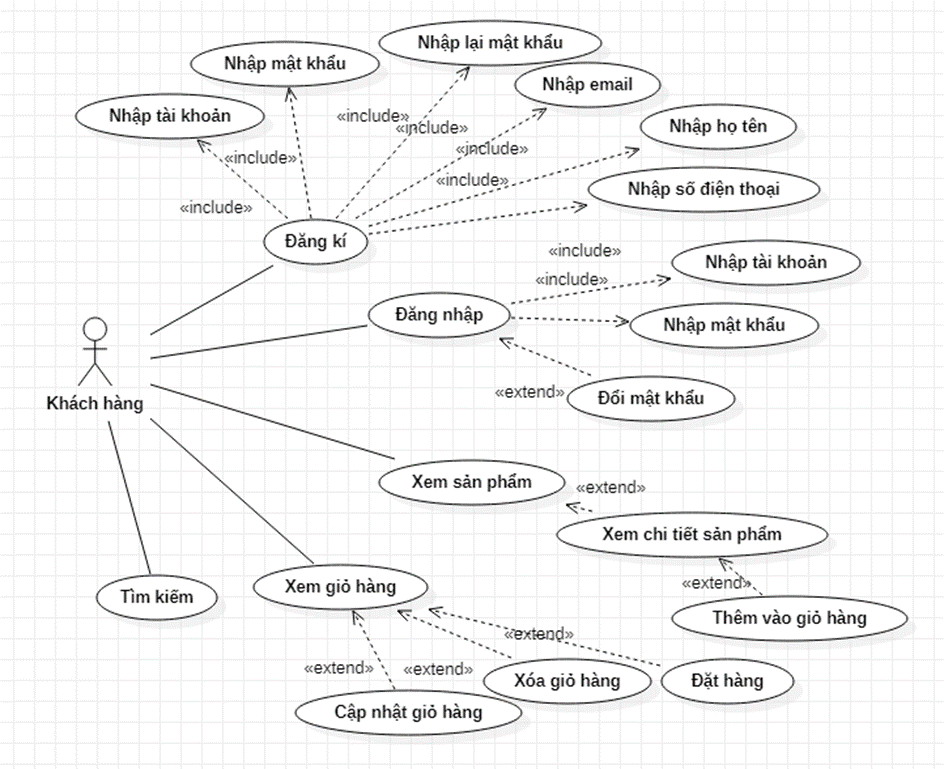 Nhập lại mật khẩu
Nhập mật khẩu
Nhập email
Nhập tài khoản
«include»
«include»
Nhập họ tên
«include»
«include»
«include»
Nhập số điện thoại
«include»
Đăng kí
«include»
Nhập tài khoản
«include»
Đăng nhập
Nhập mật khẩu
«extend»
Đổi mật khẩu
Khách hàng
Xem sản phẩm
«extend»
Xem chi tiết sản phẩm
«extend»
Xem giỏ hàng
Tìm kiếm
Thêm vào giỏ hàng
«extend»
«extend»
«extend»
Xóa giỏ hàng
Đặt hàng
Cập nhật giỏ hàng